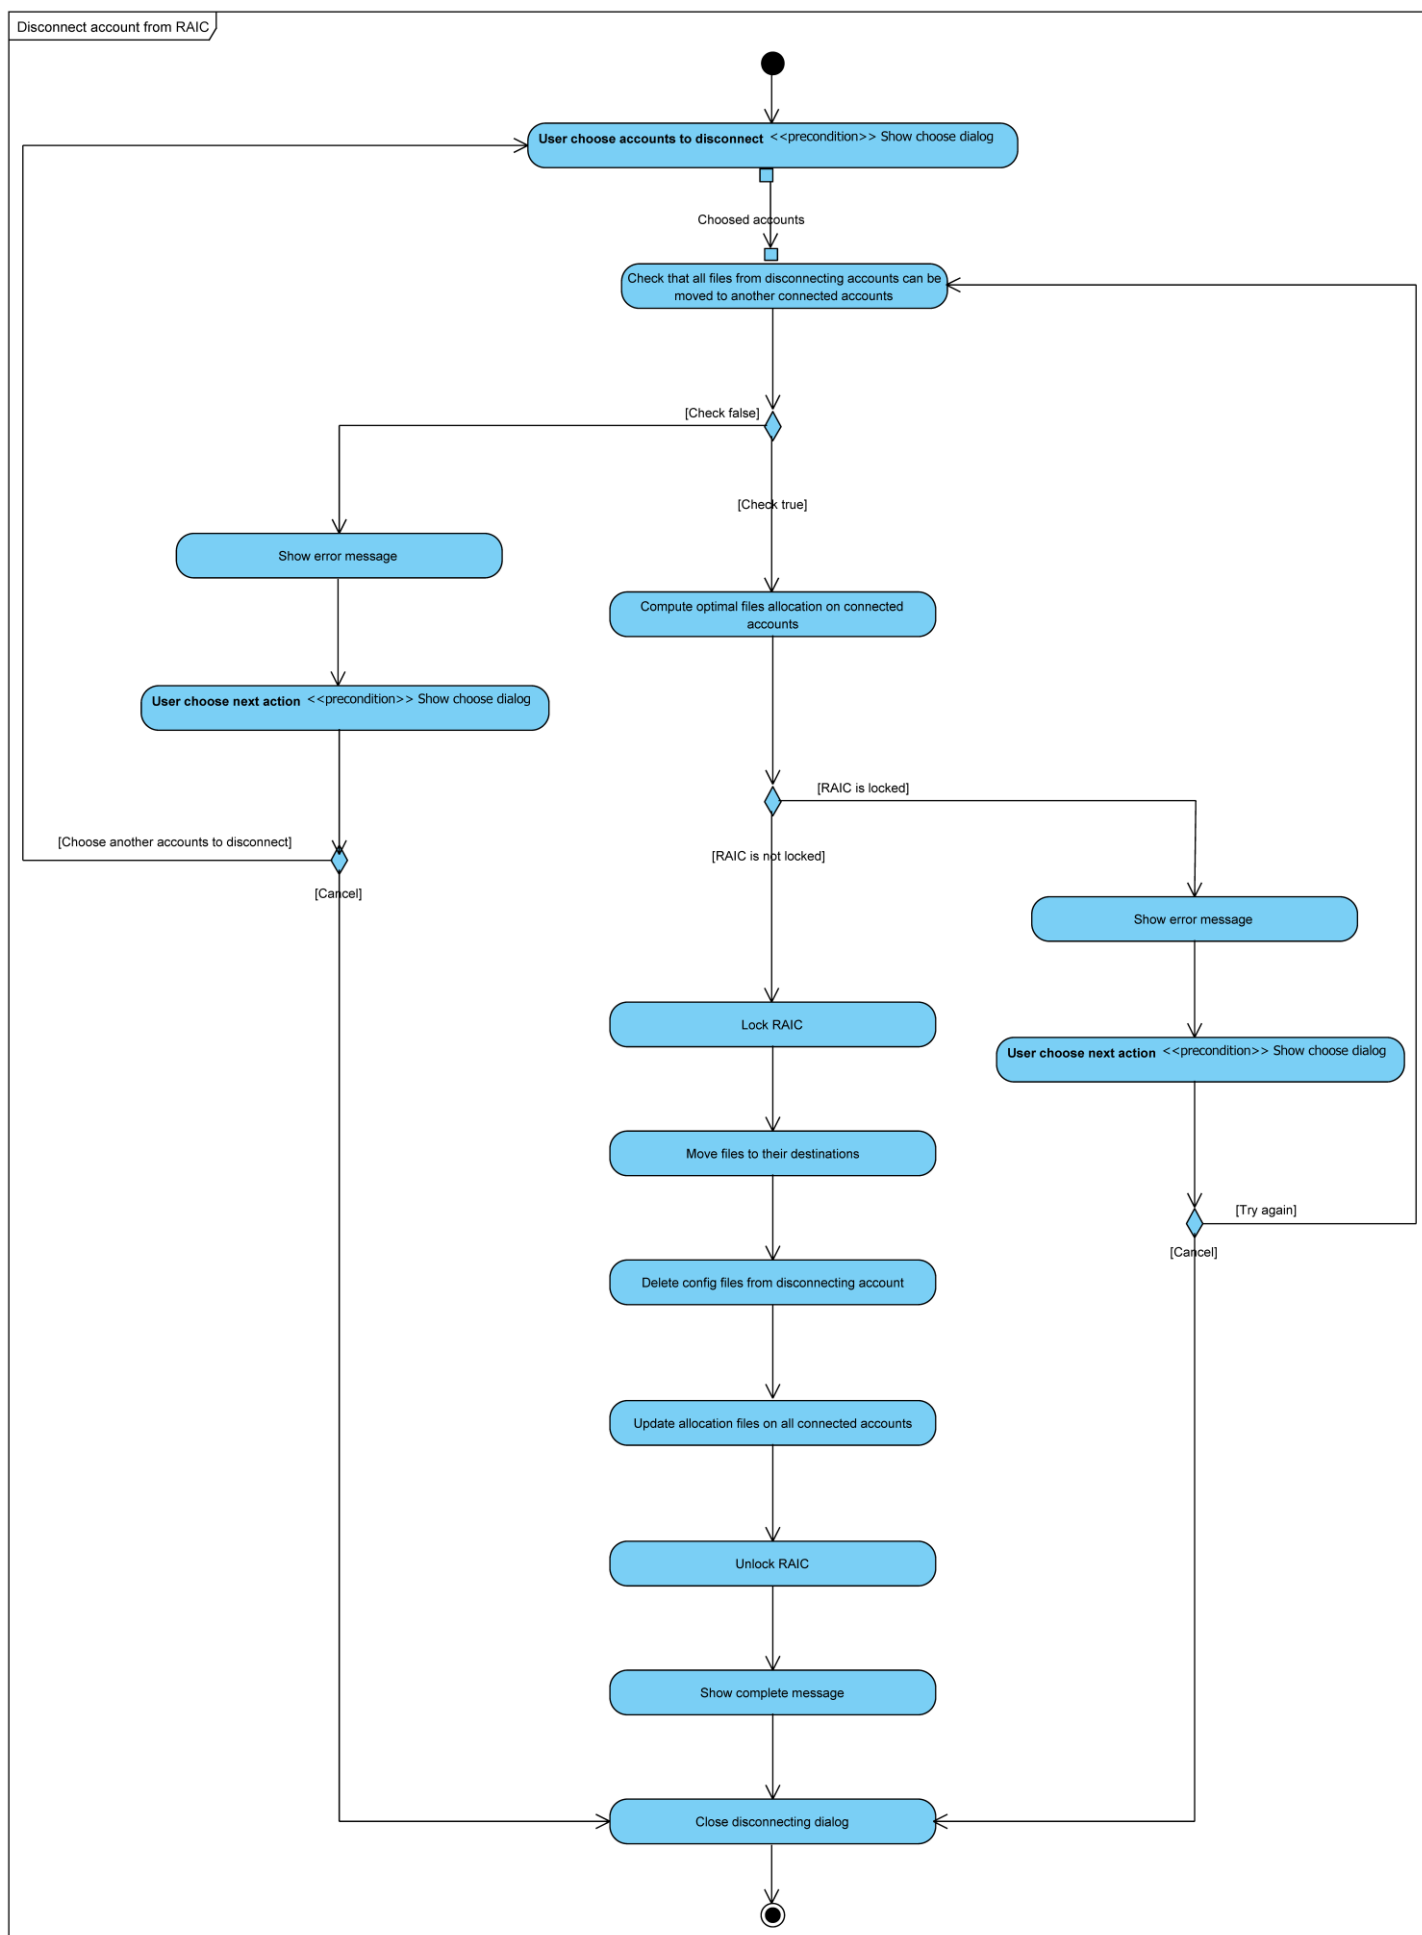 Disconnect account from RAIC
User choose accounts to disconnect <<precondition>> Show choose dialog
Choosed accounts
Check that all files from disconnecting accounts can be
moved to another connected accounts
[Check false]
[Check true]
Show error message
Compute optimal files allocation on connected
accounts
User choose next action <<precondition>> Show choose dialog
[RAIC is locked]
[Choose another accounts to disconnect]
[RAIC is not locked]
[Cancel]
Show error message
Lock RAIC
User choose next action <<precondition>> Show choose dialog
Move files to their destinations
[Try again]
[Cancel]
Delete config files from disconnecting account
Update allocation files on all connected accounts
Unlock RAIC
Show complete message
Close disconnecting dialog